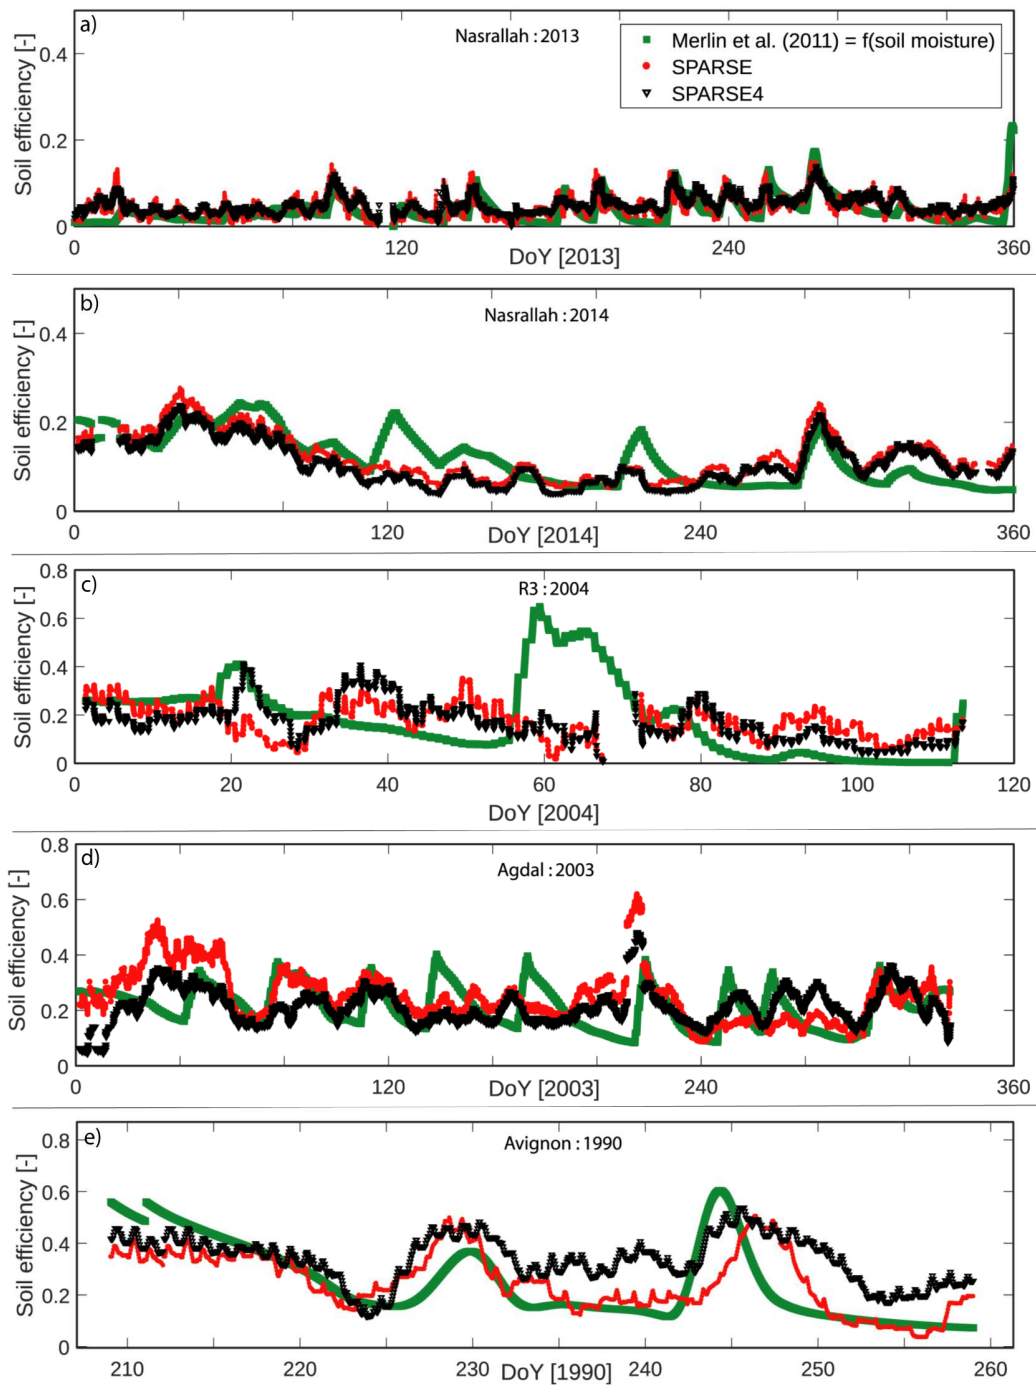 a)
Nasrallah : 2013
Merlin et al. (2011) = f(soil moisture)
SPARSE
SPARSE4
Soil efficiency [-]
0.4
0.2
0
0 120 240 360
DoY [2013]
b)
Nasrallah : 2014
Soil efficiency [-]
0.4
0.2
0
0 120 240 360
DoY [2014]
c)
R3 : 2004
Soil efficiency [-]
0.8
0.6
0.4
0.2
0
0 20 40 60 80 100 120
DoY [2004]
d)
Agdal : 2003
Soil efficiency [-]
0.8
0.6
0.4
0.2
0
0 120 240 360
DoY [2003]
e)
Avignon : 1990
Soil efficiency [-]
0.8
0.6
0.4
0.2
0
210 220 230 240 250 260
DoY [1990]